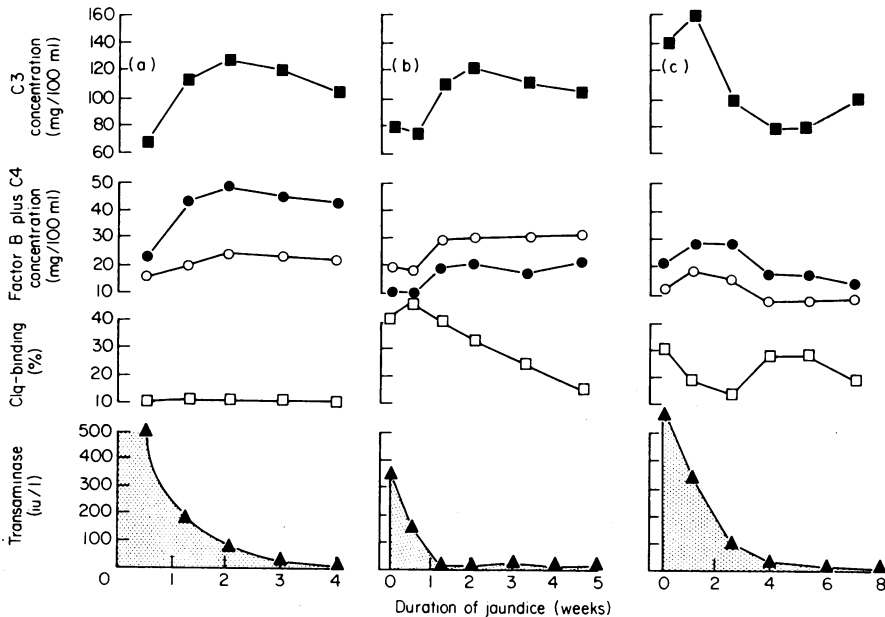 C3
concentration
(mg/100 ml)
160
140
120
100
80
60
(a)
(b)
(c)
Factor B plus C4
concentration
(mg/100 ml)
50
40
30
20
10
Clq-binding
(%)
40
30
20
10
Transaminase
(iu/l)
500
400
300
200
100
0
1 2 3 4
0 1 2 3 4 5
0 2 4 6 8
Duration of jaundice (weeks)